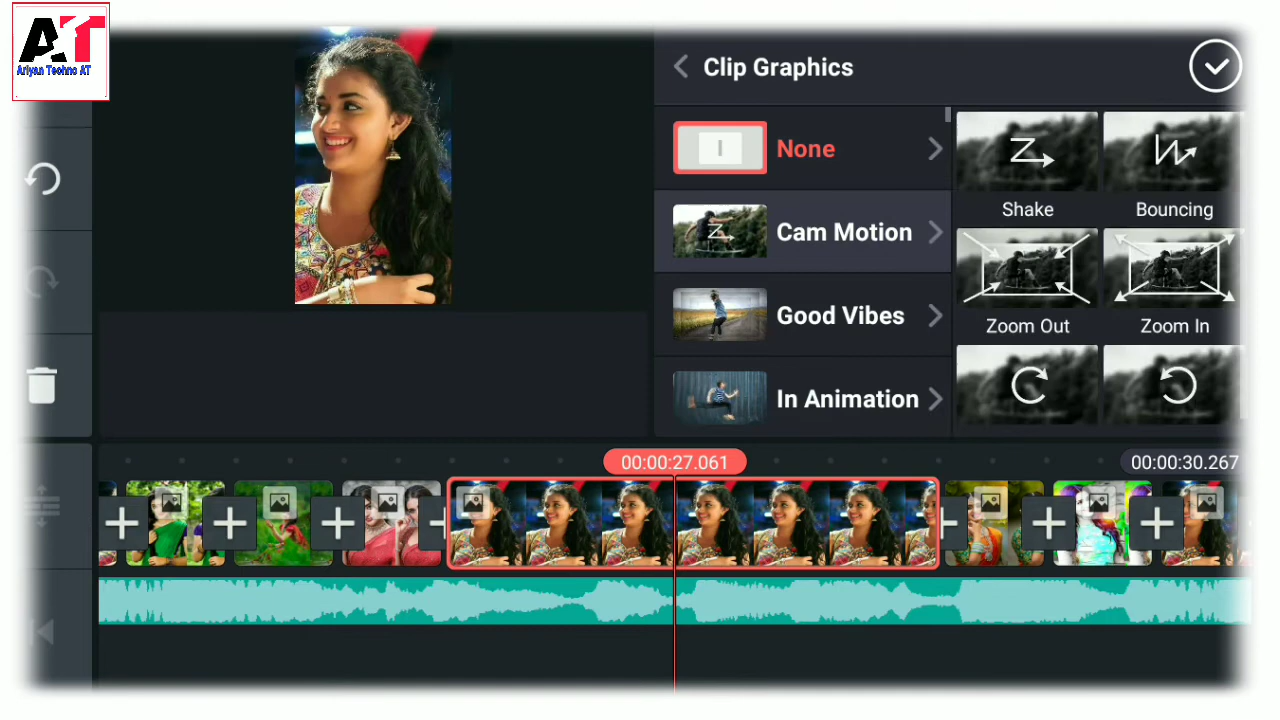 AT
Ariyan Techno AT
Clip Graphics
None
Cam Motion
Good Vibes
In Animation
Shake
Bouncing
Zoom Out
Zoom In
00:00:27.061
00:00:30.267